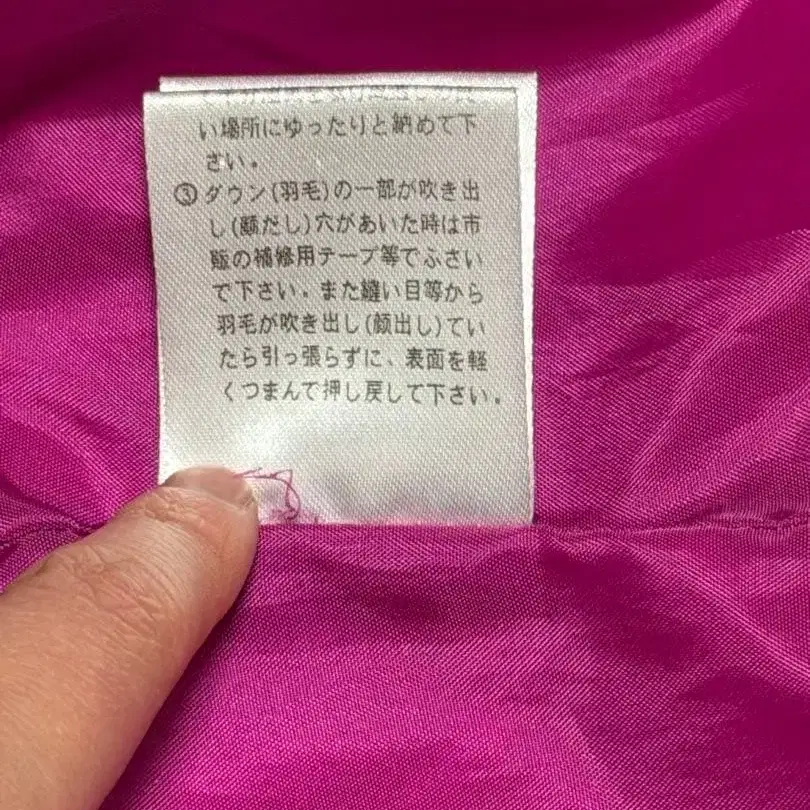 い場所にゆったりと納めて下
さい。
③ダウン(羽毛)の一部が吹き出
し(顔だし)穴があいた時は市
販の補修用テープ等でふさい
で下さい。また縫い目等から
羽毛が吹き出し(顔出し)てい
たら引っ張らずに、表面を軽
くつまんで押し戻して下さい。